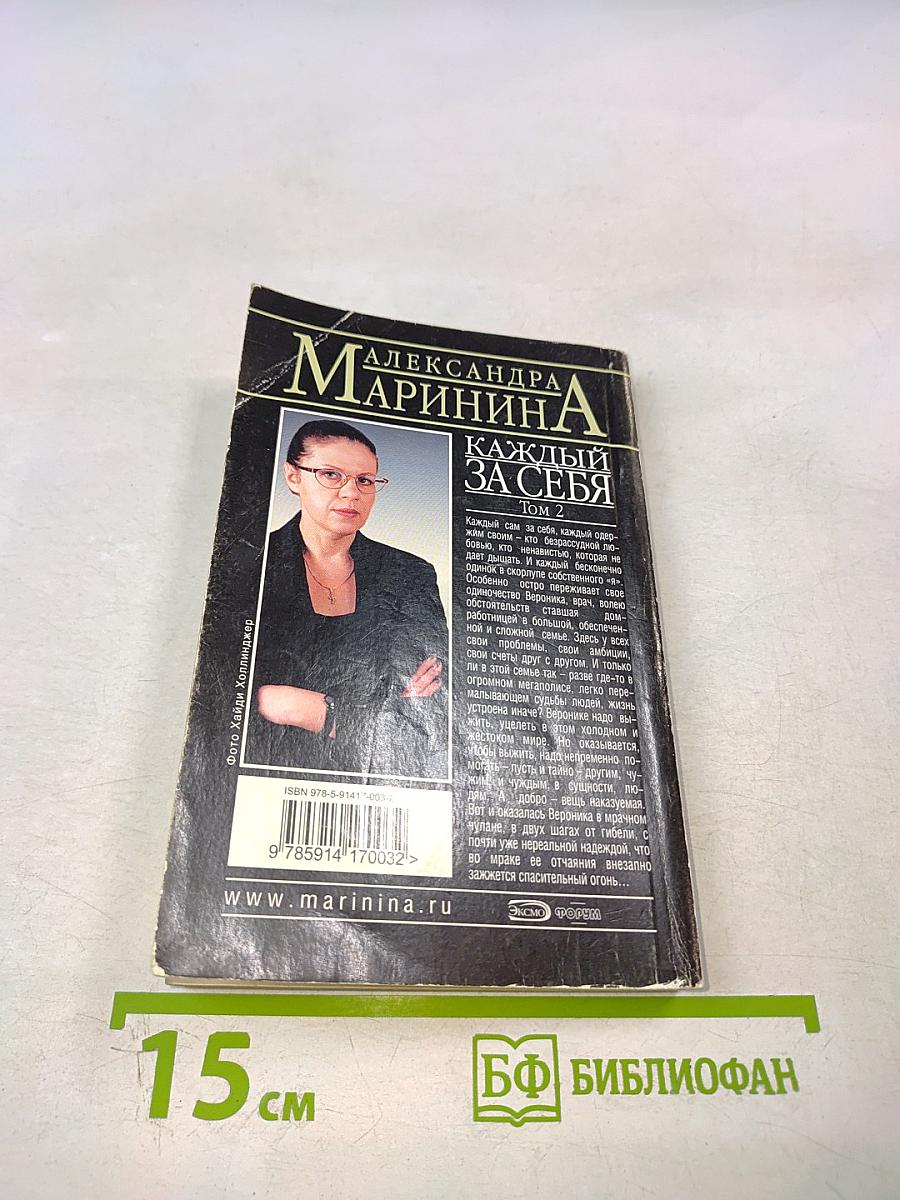 АЛЕКСАНДРА
МАРИНИНА
КАЖДЫЙ
ЗА СЕБЯ
Том 2
Каждый сам за себя, каждый одер-
жим своим – кто безрассудной лю-
бовью, кто ненавистью, которая не
дает дышать. И каждый бесконечно
одинок в скорлупе собственного «я».
Особенно остро переживает свое
одиночество Вероника, врач, волею
обстоятельств ставшая дом-
работницей в большой, обеспечен-
ной и сложной семье. Здесь у всех
свои проблемы, свои амбиции,
свои счеты друг с другом. И только
ли в этой семье так – разве где-то в
огромном мегаполисе, легко пере-
малывающем судьбы людей, жизнь
устроена иначе? Веронике надо вы-
жить, уцелеть в этом холодном и
жестоком мире. Но оказывается,
чтобы выжить, надо непременно по-
могать – пусть и тайно – другим, чу-
жим и чуждым, в сущности, лю-
дям. А добро – вещь наказуемая.
Вот и оказалась Вероника в мрачном
чулане, в двух шагах от гибели, с
почти уже нереальной надеждой, что
во мраке ее отчаяния внезапно
зажжется спасительный огонь...
Фото Хайди Холлинджер
ISBN 978-5-9141
9 785914 170032 >
www.marinina.ru
ЭКСМО ФОРУМ
15 см
БФ БИБЛИОФАН